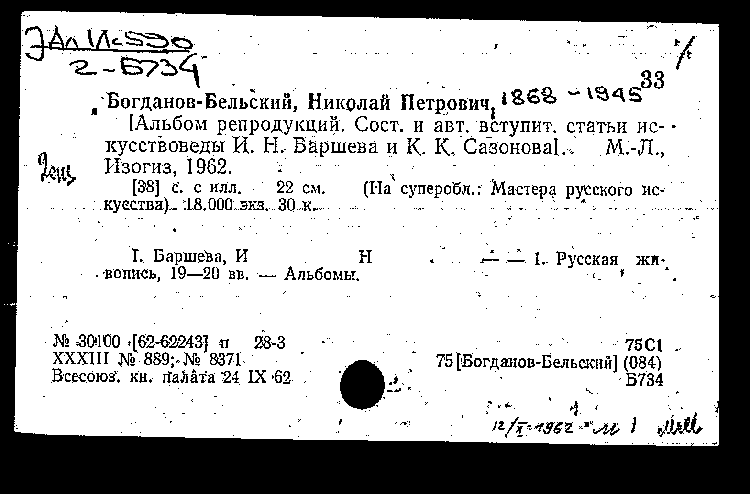 2-Б734
33
Богданов-Бельский, Николай Петрович, 1868-1945
[Альбом репродукций. Сост. и авт. вступит. статьи ис-
кусствоведы И. Н. Баршева и К. К. Сазонова]. М.-Л.,
Изогиз, 1962.
[38] с. с илл. 22 см. (На суперобл.: Мастера русского ис-
кусства). 18.000 экз. 30 к.
I. Баршева, И Н — — 1. Русская жи-
вопись, 19—20 вв. — Альбомы.
№ 30100 [62-62243] п 28-3
75С1
XXXIII № 889; № 8371
75[Богданов-Бельский] (084)
Всесоюз. кн. палата 24 IX 62
Б734
12/X-1962